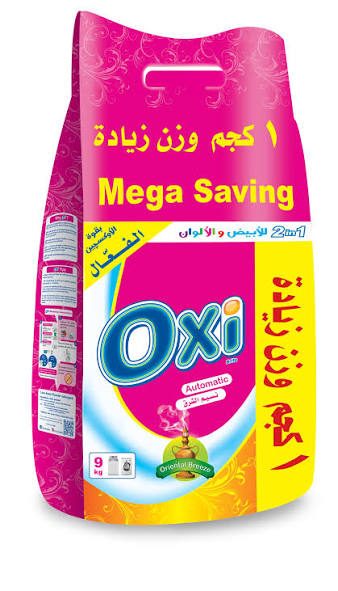 ١ كجم وزن زيادة
Mega Saving
بقوة
الأوكسچين
الفعّال
2in1 للأبيض و الألوان
Oxi
Automatic
نسيم الشرق
Oriental Breeze
9
kg
١ كجم وزن زيادة